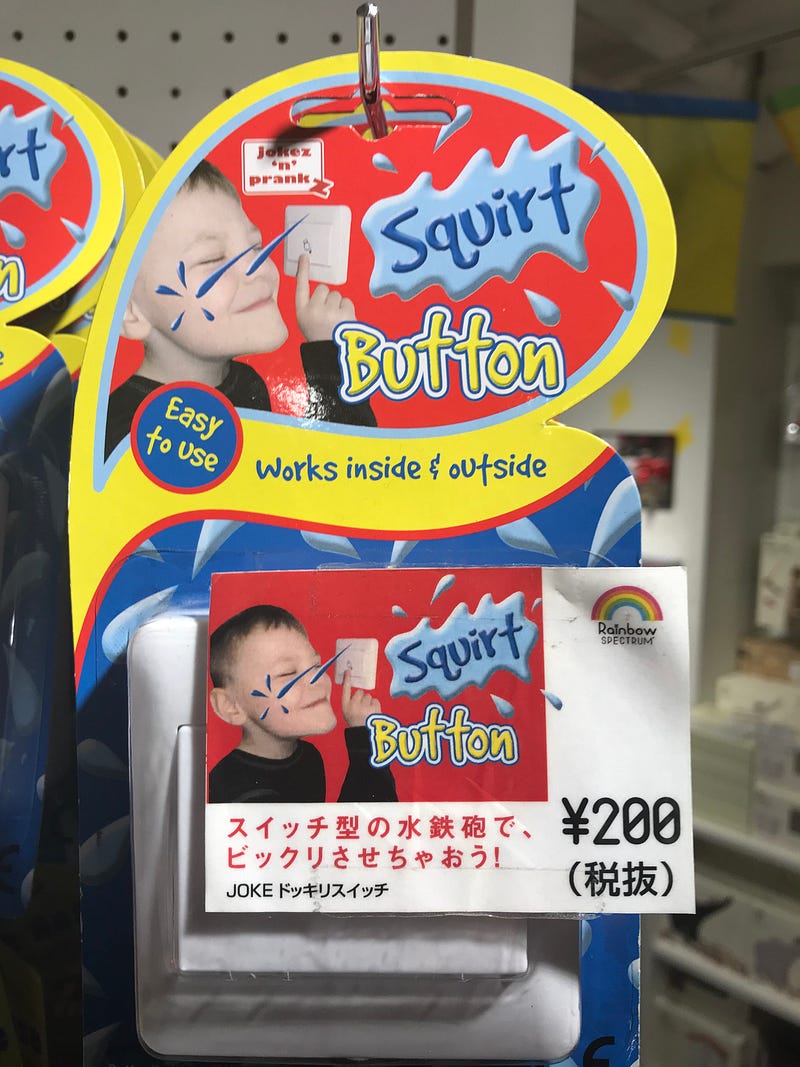 Jokez
'n'
prankz
Squirt
Button
Easy
to use
works inside & outside
Squirt
Button
Rainbow
SPECTRUM
スイッチ型の水鉄砲で、
ビックリさせちゃおう!
JOKE ドッキリスイッチ
¥200
(税抜)